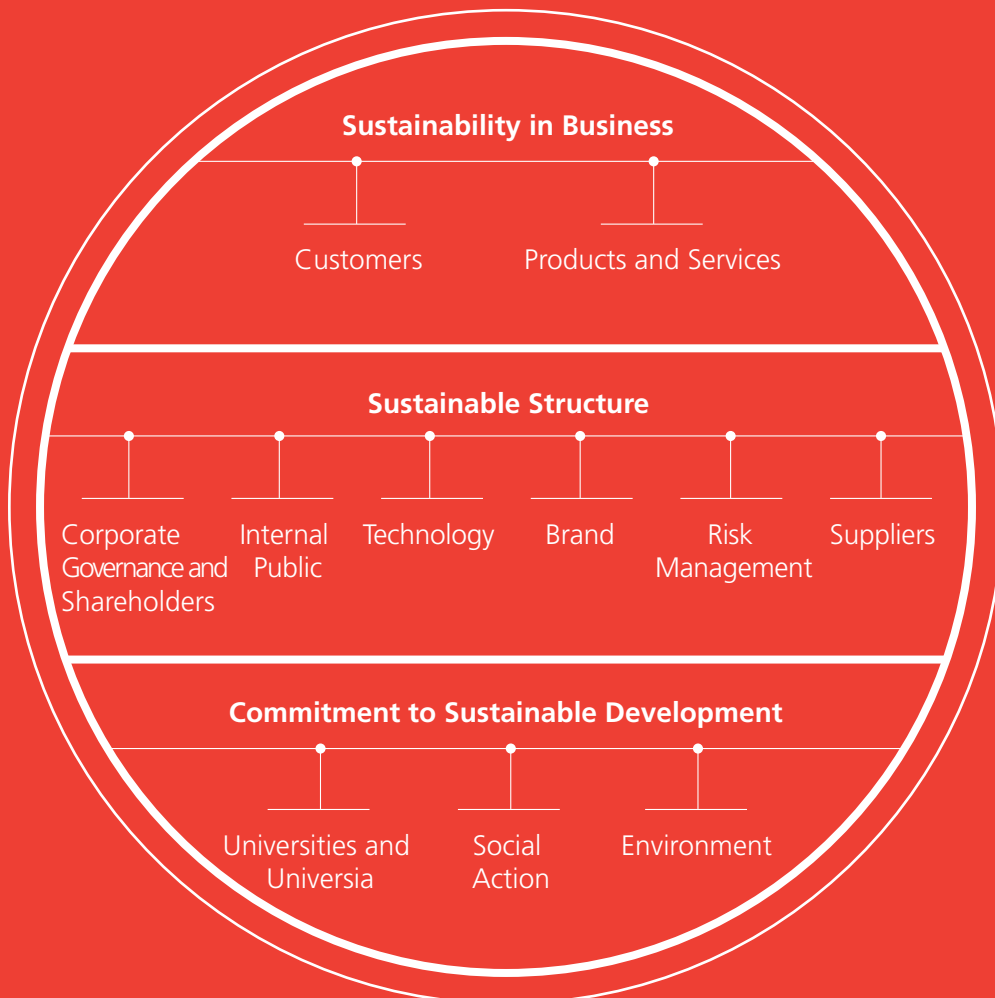 Sustainability in Business
Customers
Products and Services
Sustainable Structure
Corporate
Governance and
Shareholders
Internal
Public
Technology
Brand
Risk
Management
Suppliers
Commitment to Sustainable Development
Universities and
Universia
Social
Action
Environment